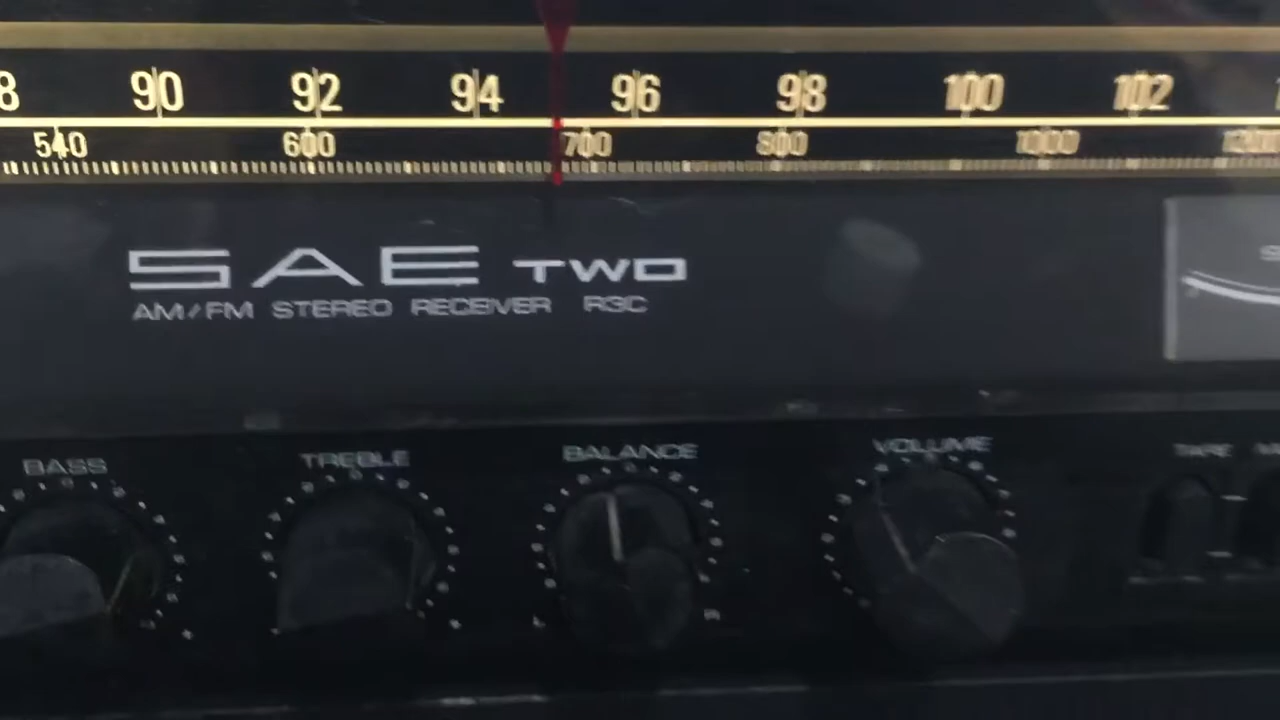 90 92 94 96 98 100 102
540 600 700 800 1000
SAE TWO
AM/FM STEREO RECEIVER R3C
BASS TREBLE BALANCE VOLUME TAPE